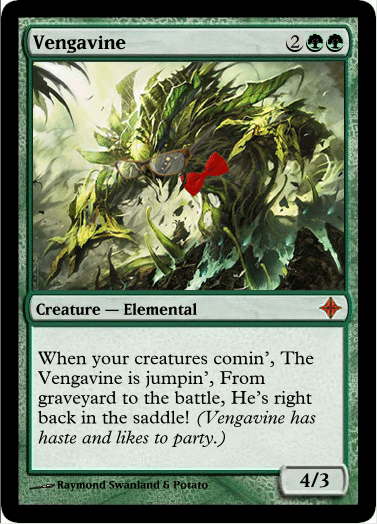 Vengavine 2
Creature — Elemental
When your creatures comin', The
Vengavine is jumpin', From
graveyard to the battle, He's right
back in the saddle! (Vengavine has
haste and likes to party.)
4/3
Raymond Swanland & Potato